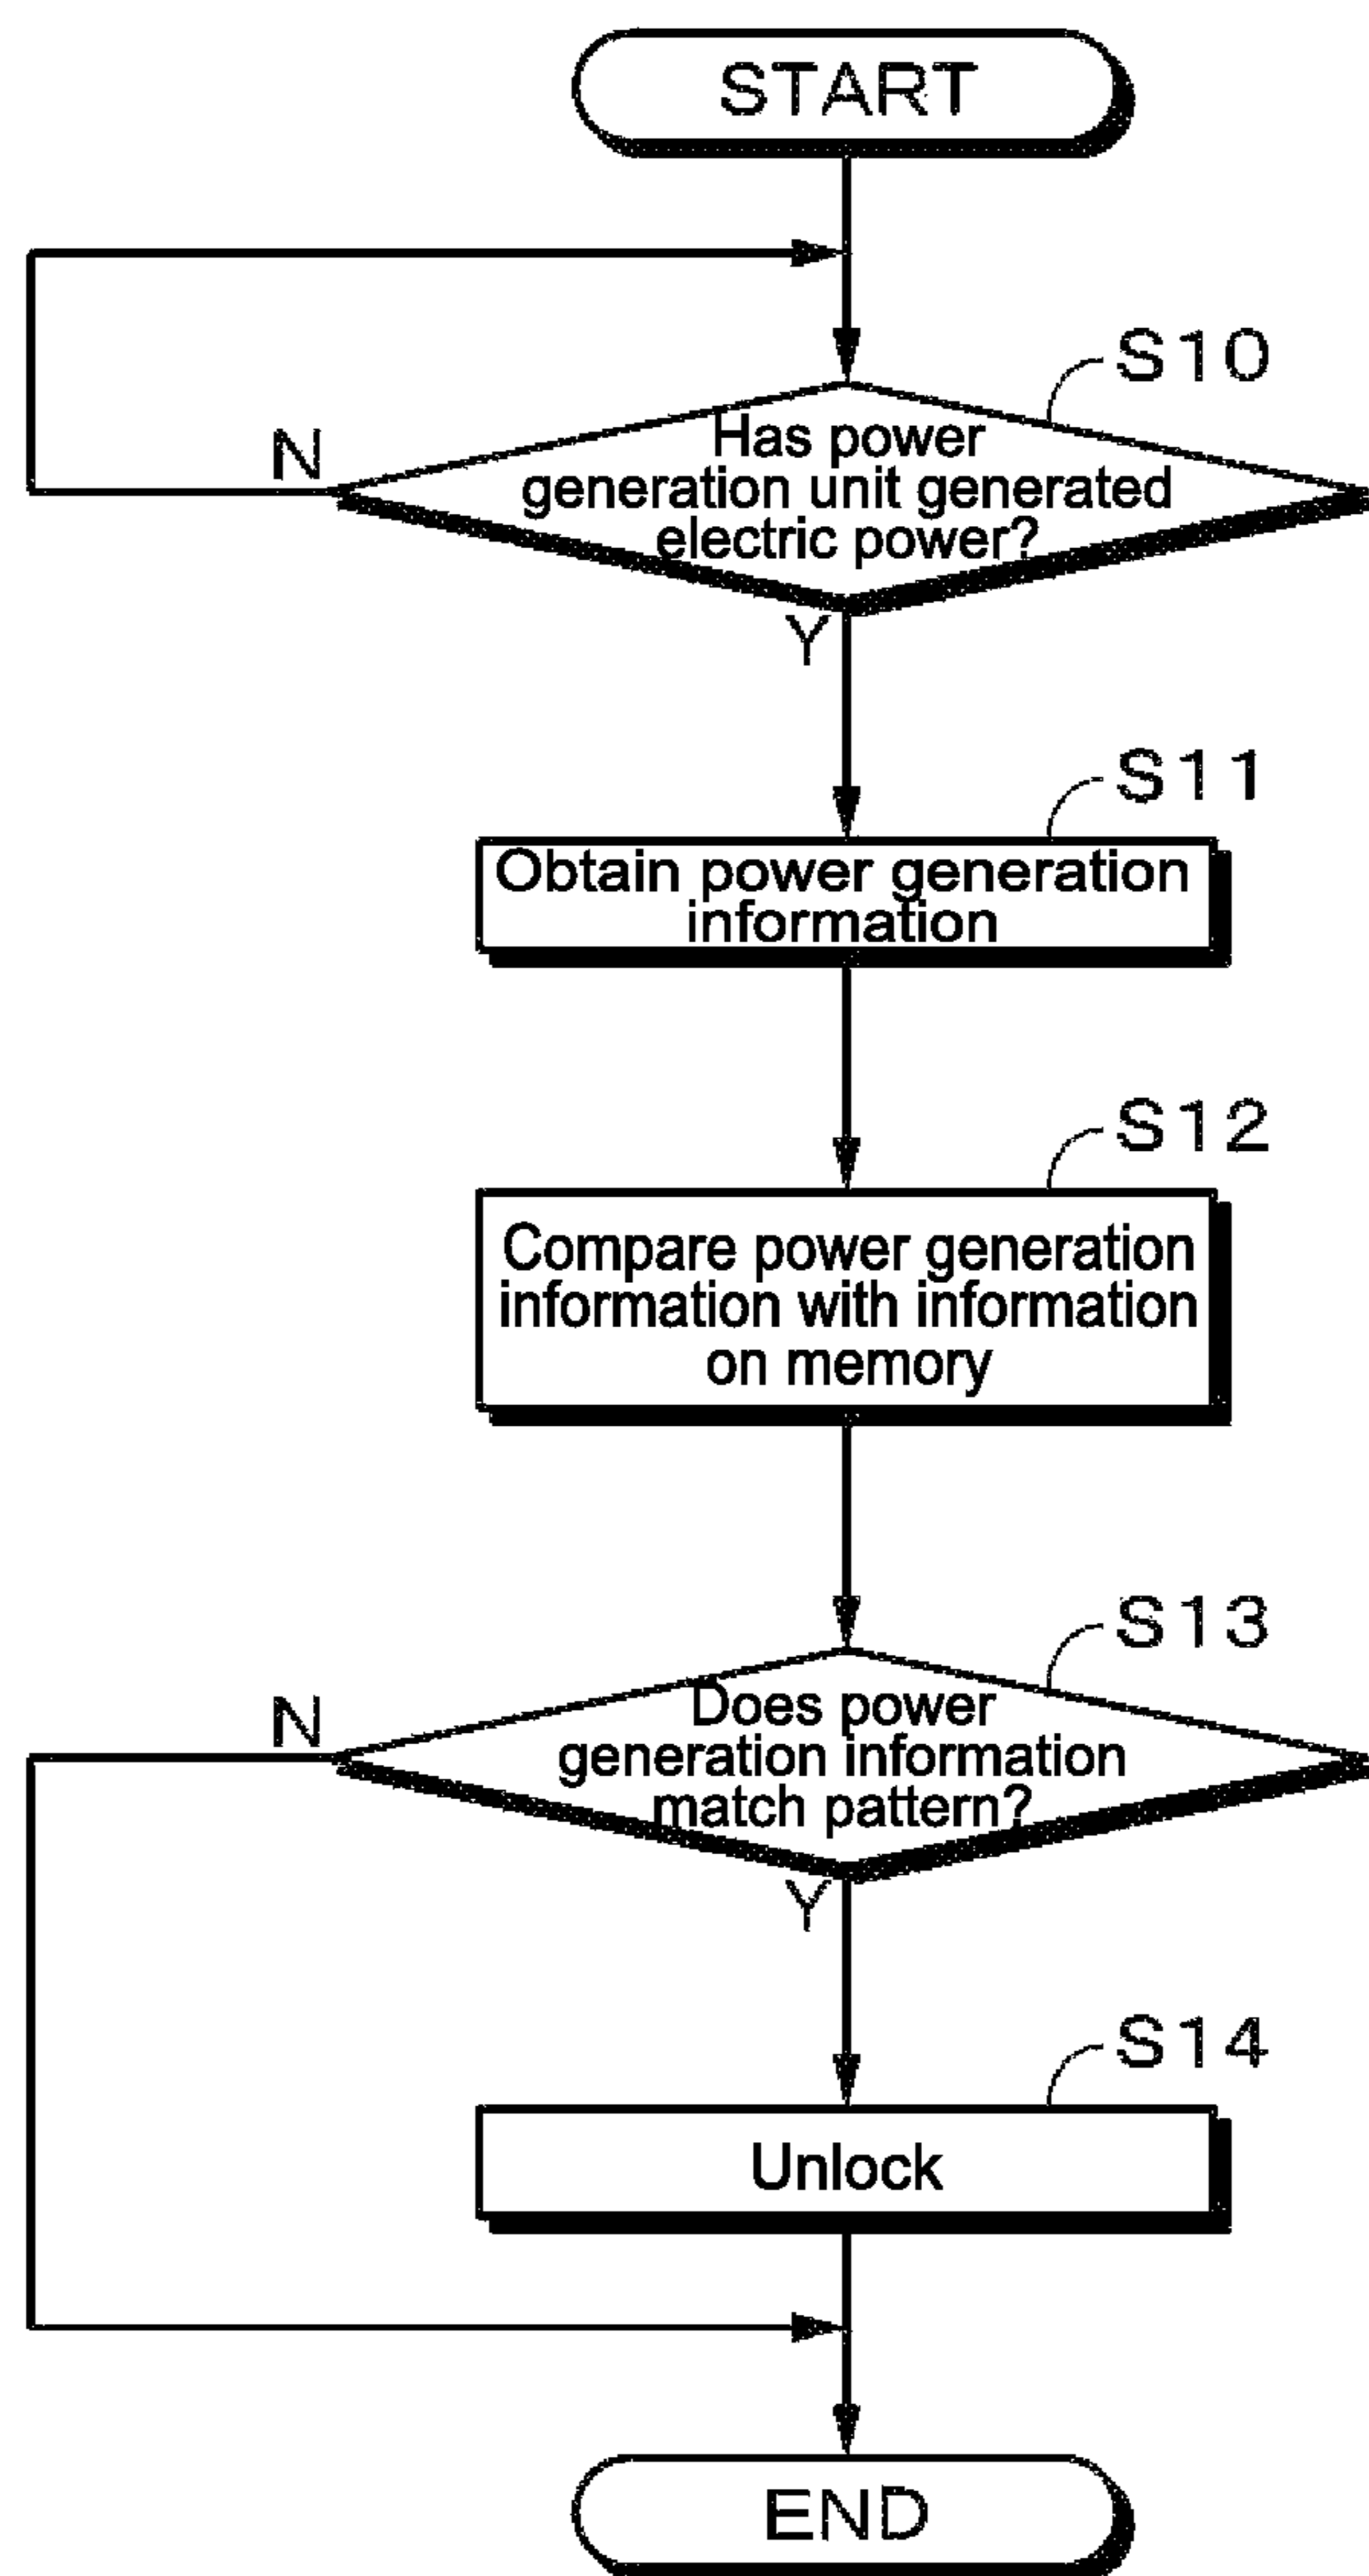 START
S10
Has power
generation unit generated
electric power?
N
Y
S11
Obtain power generation
information
S12
Compare power generation
information with information
on memory
S13
Does power
generation information
match pattern?
N
Y
S14
Unlock
END